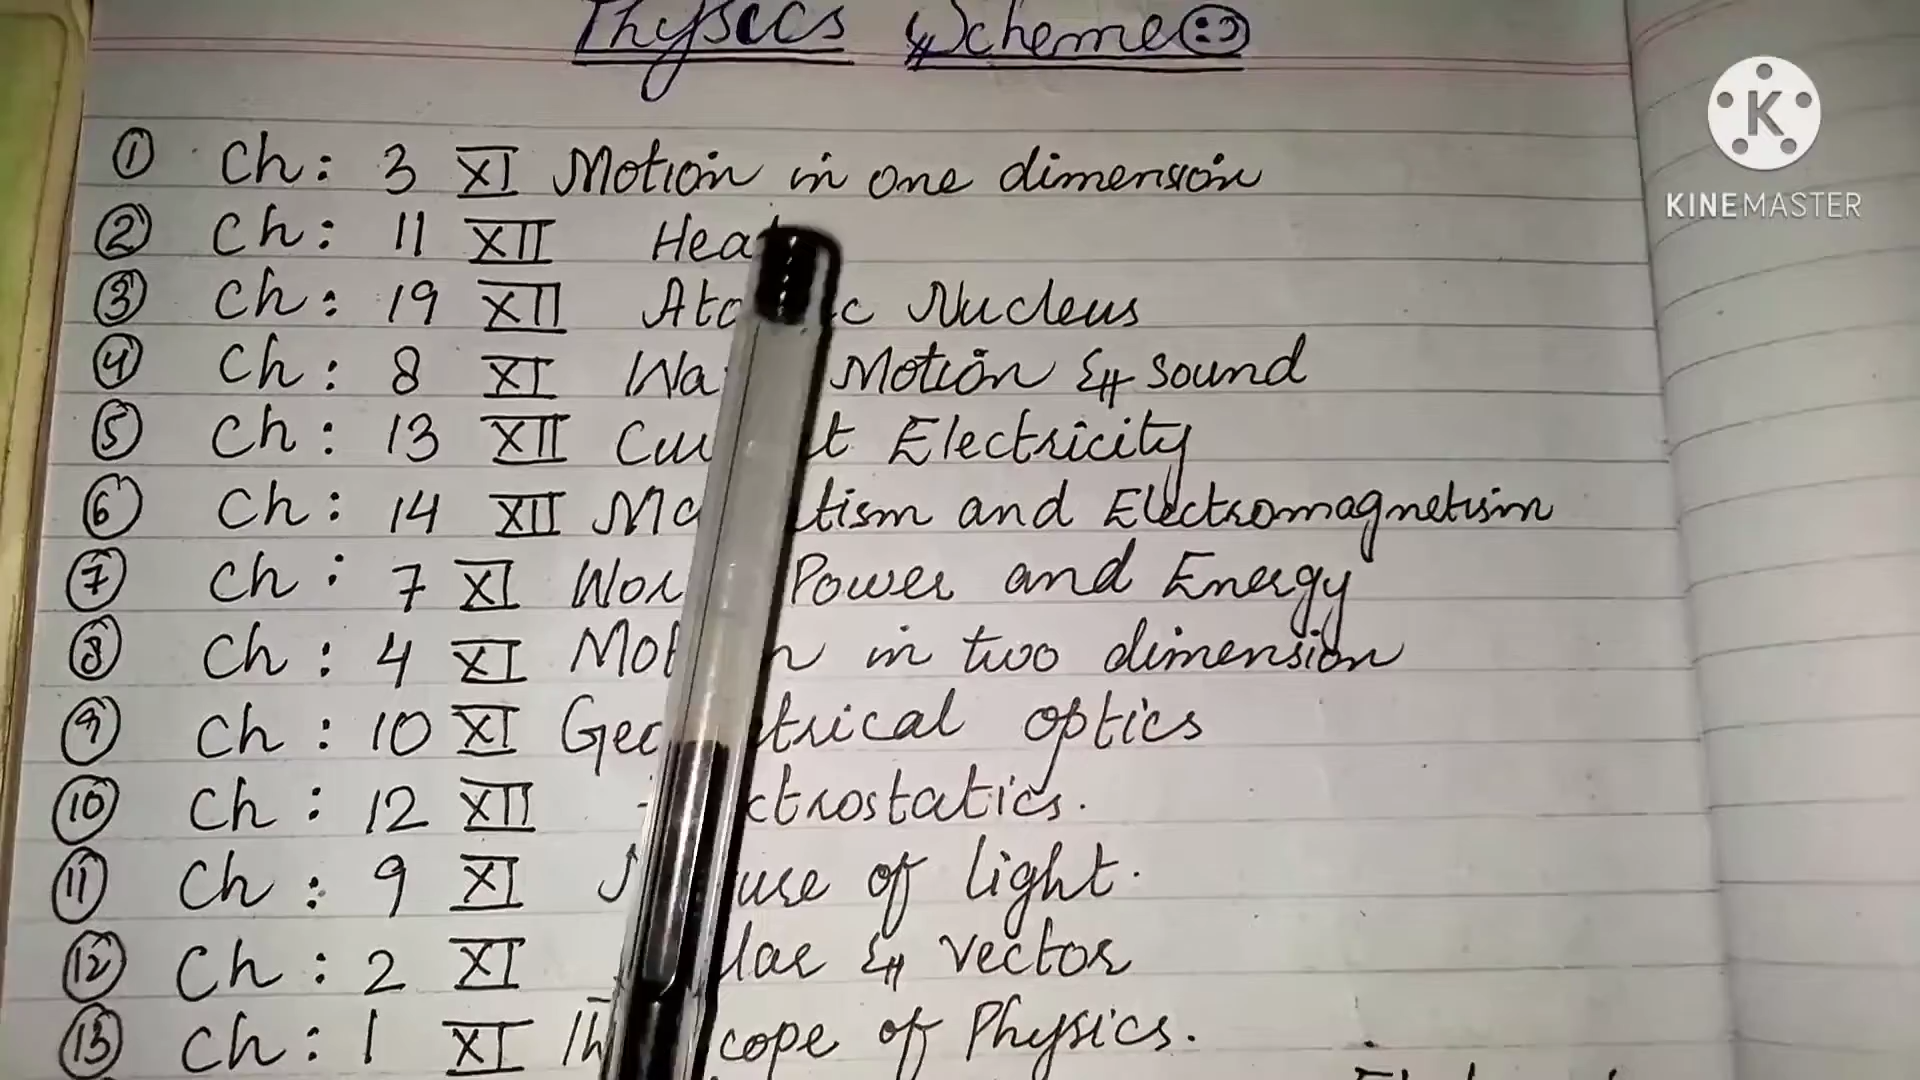 Physics Scheme
① Ch: 3 XI Motion in one dimension
② Ch: 11 XII Heat
③ Ch: 19 XII Nucleus
④ Ch: 8 XI Motion & Sound
⑤ Ch: 13 XII Electricity
⑥ Ch: 14 XII and Electromagnetism
⑦ Ch: 7 XI Power and Energy
⑧ Ch: 4 XI in two dimension
⑨ Ch: 10 XI optics
⑩ Ch: 12 XII
⑪ Ch: 9 XI of light.
⑫ Ch: 2 XI & Vector
⑬ Ch: 1 XI of Physics.
K
KINEMASTER